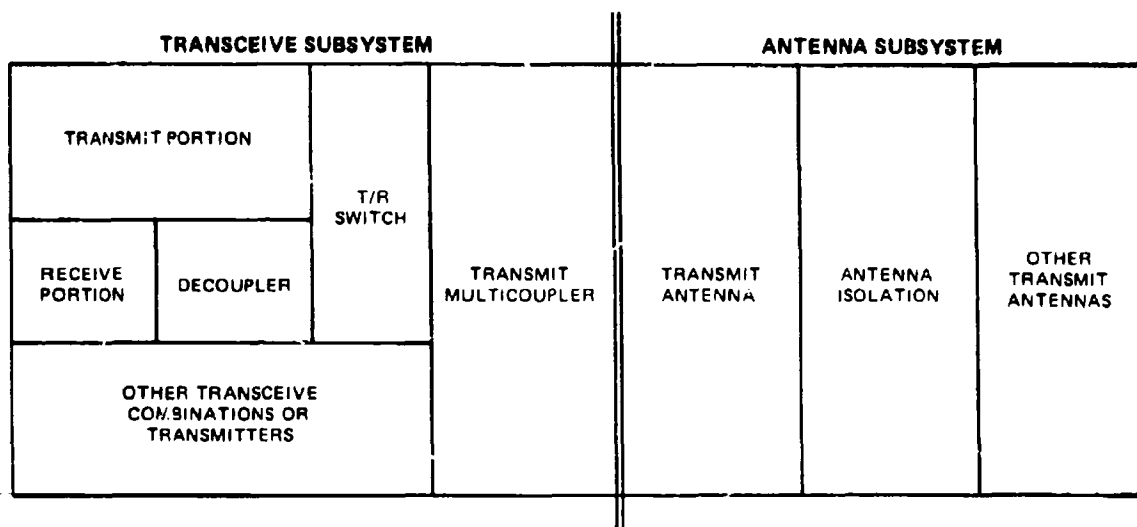 TRANSCEIVE SUBSYSTEM
ANTENNA SUBSYSTEM
TRANSMIT PORTION
T/R
SWITCH
RECEIVE
PORTION
DECOUPLER
TRANSMIT
MULTICOUPLER
TRANSMIT
ANTENNA
ANTENNA
ISOLATION
OTHER
TRANSMIT
ANTENNAS
OTHER TRANSCEIVE
COMBINATIONS OR
TRANSMITTERS